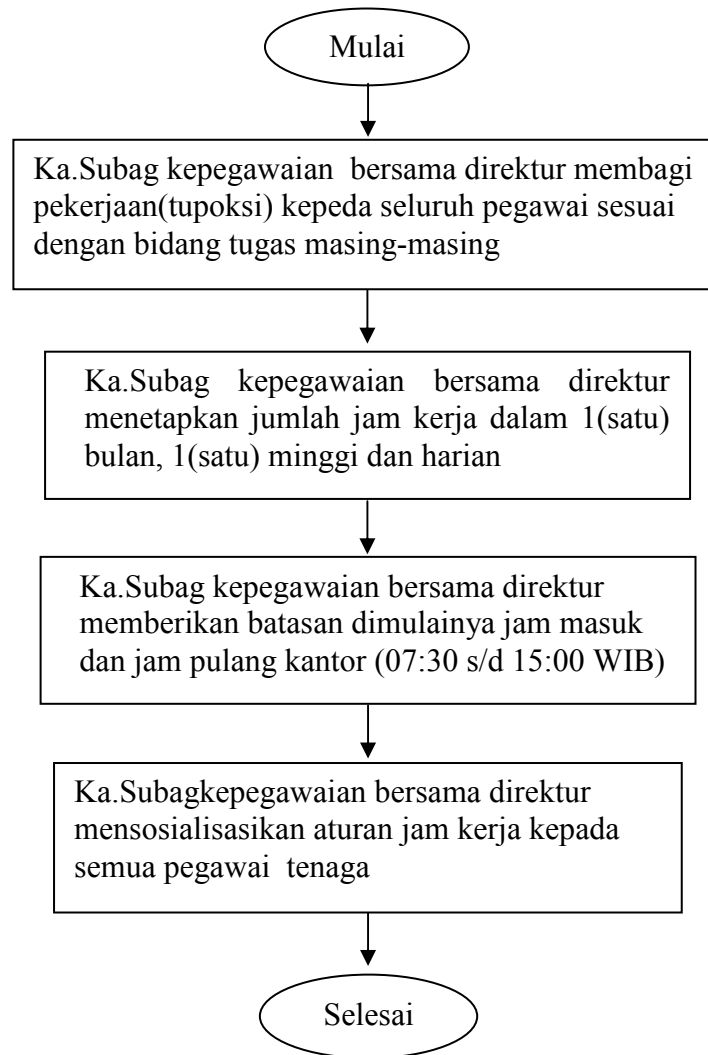 Mulai
Ka.Subag kepegawaian bersama direktur membagi
pekerjaan(tupoksi) kepeda seluruh pegawai sesuai
dengan bidang tugas masing-masing
Ka.Subag kepegawaian bersama direktur
menetapkan jumlah jam kerja dalam 1(satu)
bulan, 1(satu) minggi dan harian
Ka.Subag kepegawaian bersama direktur
memberikan batasan dimulainya jam masuk
dan jam pulang kantor (07:30 s/d 15:00 WIB)
Ka.Subagkepegawaian bersama direktur
mensosialisasikan aturan jam kerja kepada
semua pegawai tenaga
Selesai